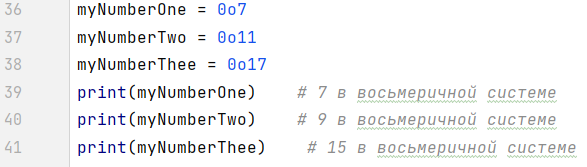 36 myNumberOne = 0o7
37 myNumberTwo = 0o11
38 myNumberThee = 0o17
39 print(myNumberOne) # 7 в восьмеричной системе
40 print(myNumberTwo) # 9 в восьмеричной системе
41 print(myNumberThee) # 15 в восьмеричной системе